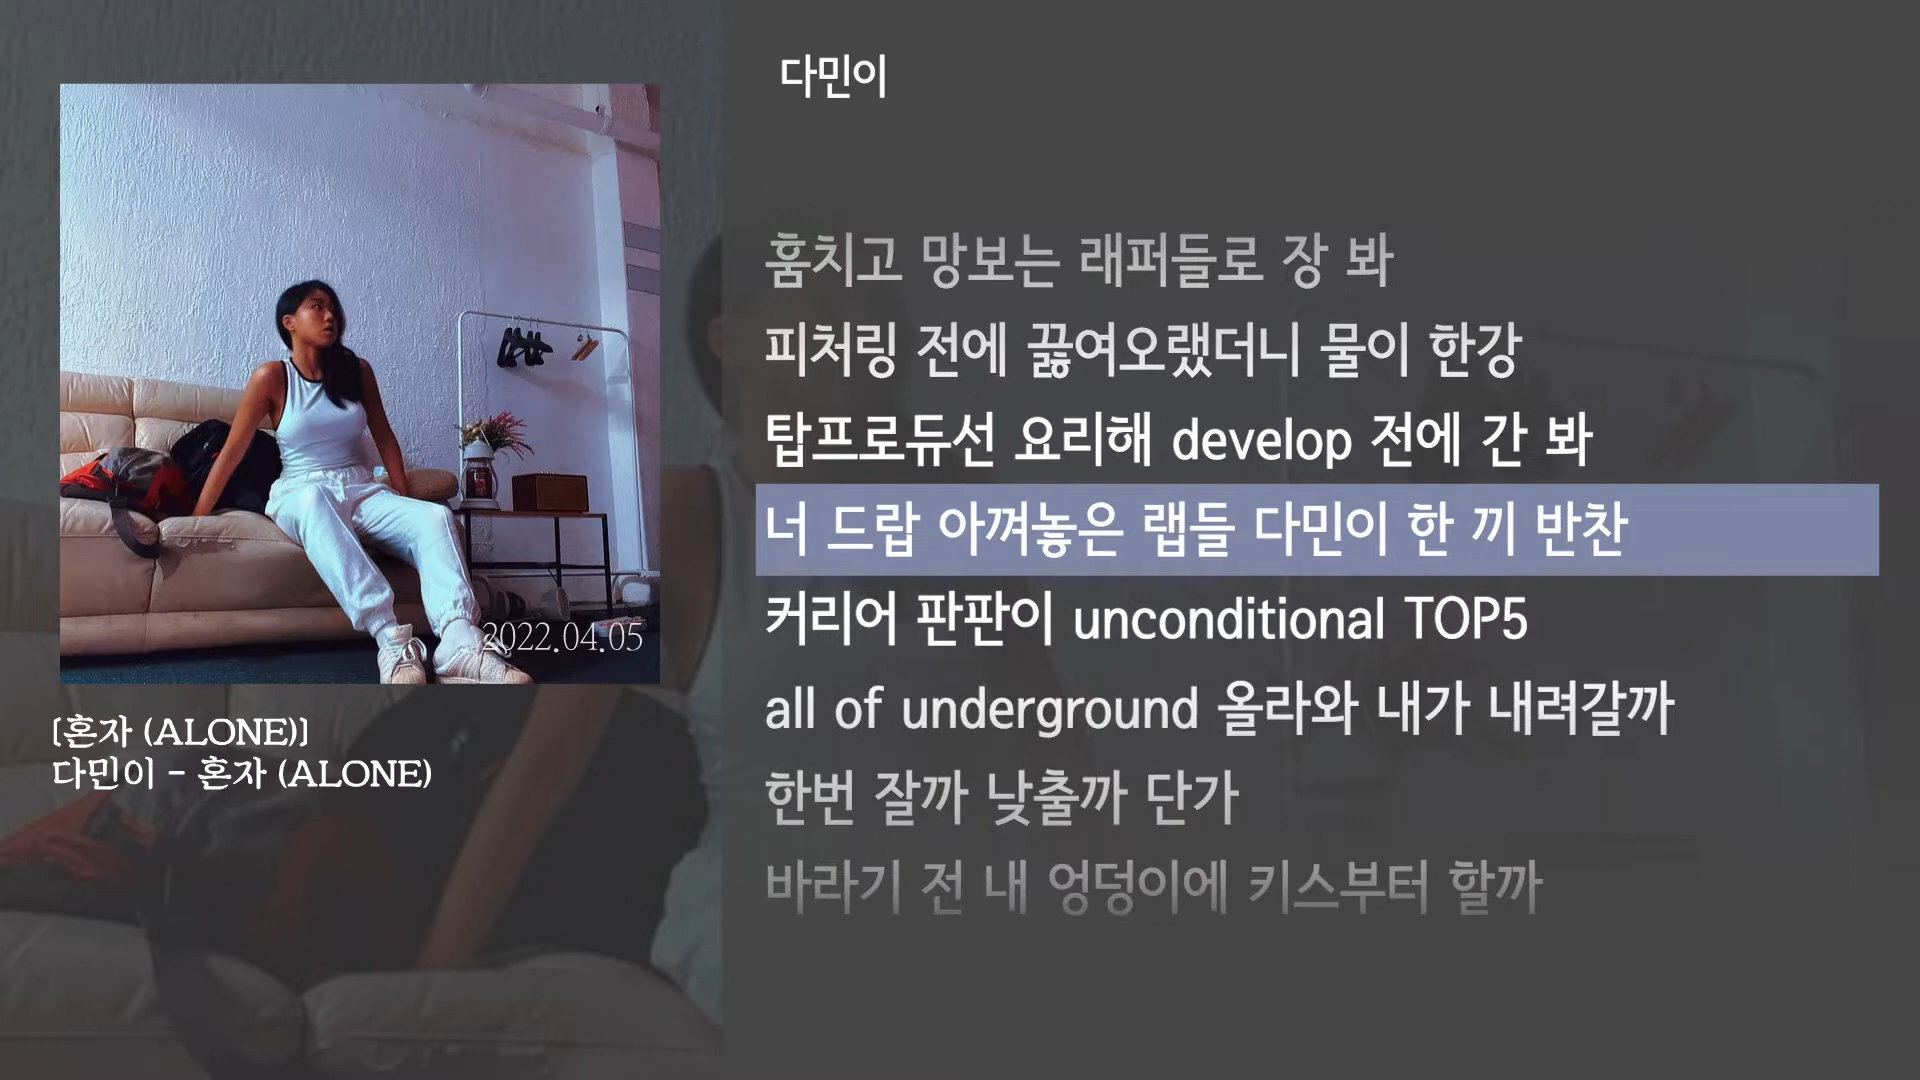 다민이
훔치고 망보는 래퍼들로 장 봐
피처링 전에 끓여오랬더니 물이 한강
탑프로듀선 요리해 develop 전에 간 봐
너 드랍 아껴놓은 랩들 다민이 한 끼 반찬
커리어 판판이 unconditional TOP5
all of underground 올라와 내가 내려갈까
한번 잘까 낮출까 단가
바라기 전 내 엉덩이에 키스부터 할까
2022.04.05
[혼자 (ALONE)]
다민이 - 혼자 (ALONE)